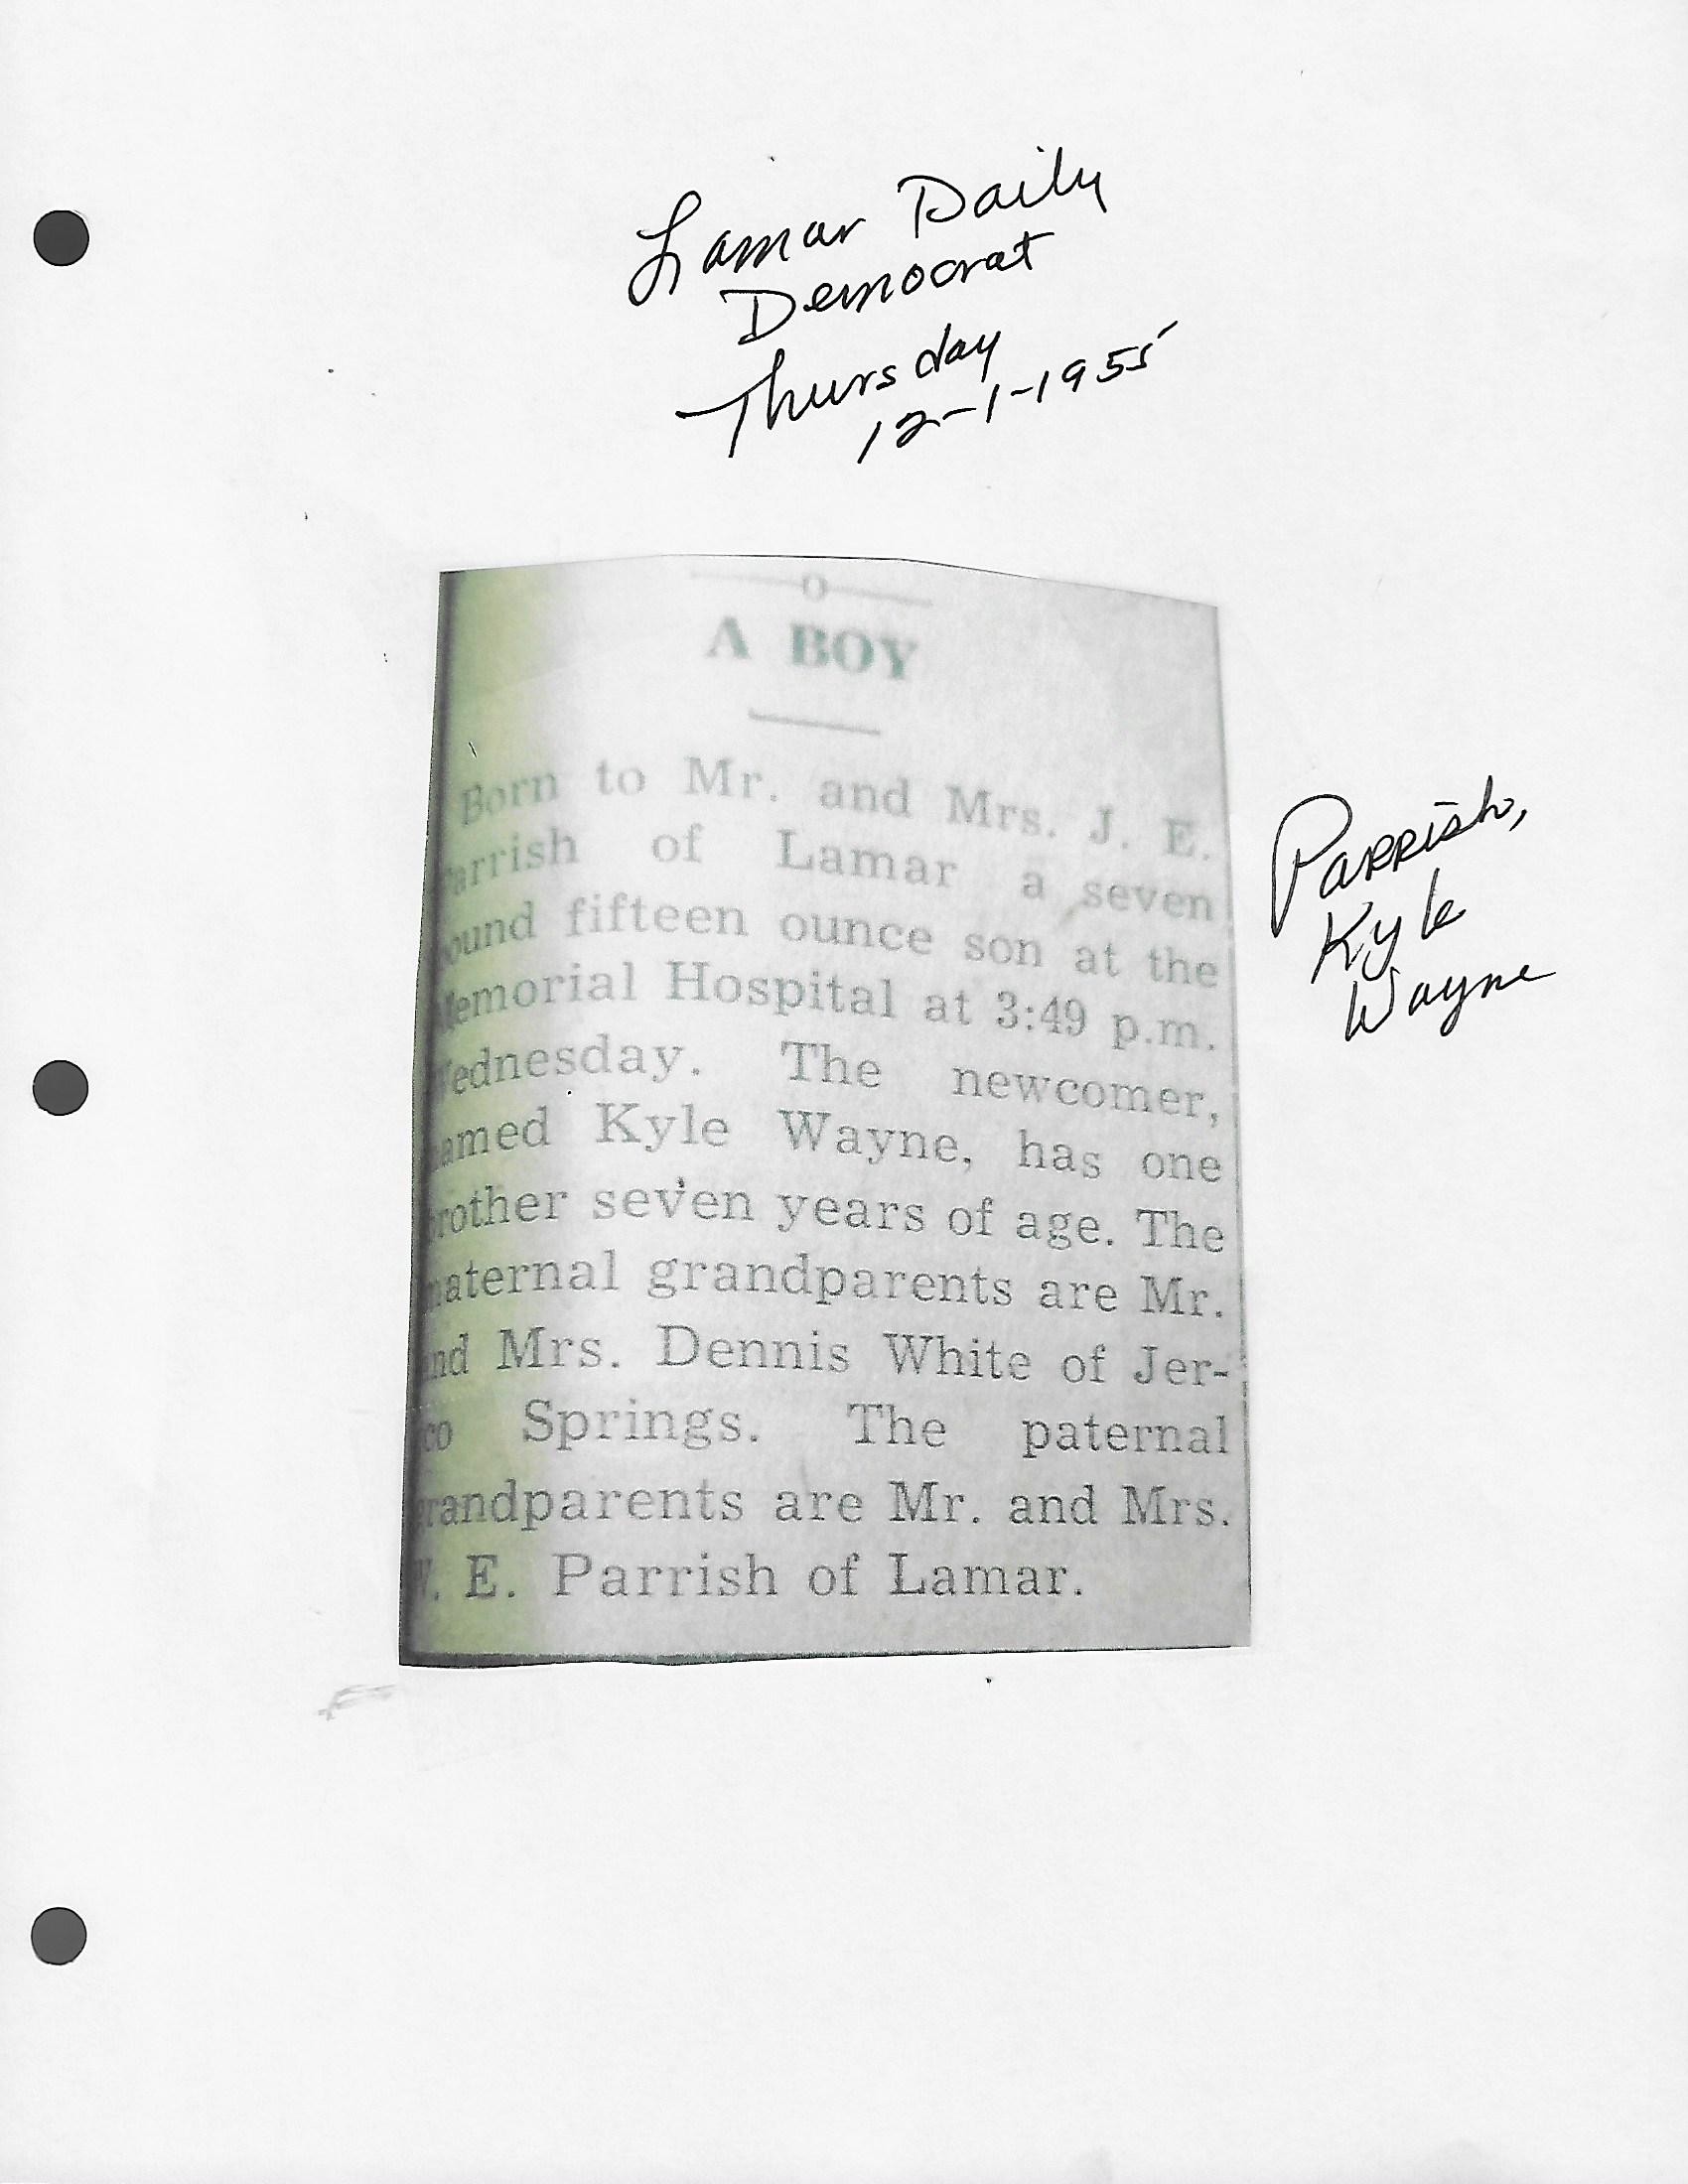 Lamar Daily
Democrat
Thursday
12-1-1955
O
A BOY
Born to Mr. and Mrs. J. E.
arrish of Lamar a seven
ound fifteen ounce son at the
Memorial Hospital at 3:49 p.m.
Wednesday. The newcomer,
amed Kyle Wayne, has one
rother seven years of age. The
maternal grandparents are Mr.
nd Mrs. Dennis White of Jer-
co Springs. The paternal
grandparents are Mr. and Mrs.
W. E. Parrish of Lamar.
Parrish,
Kyle
Wayne